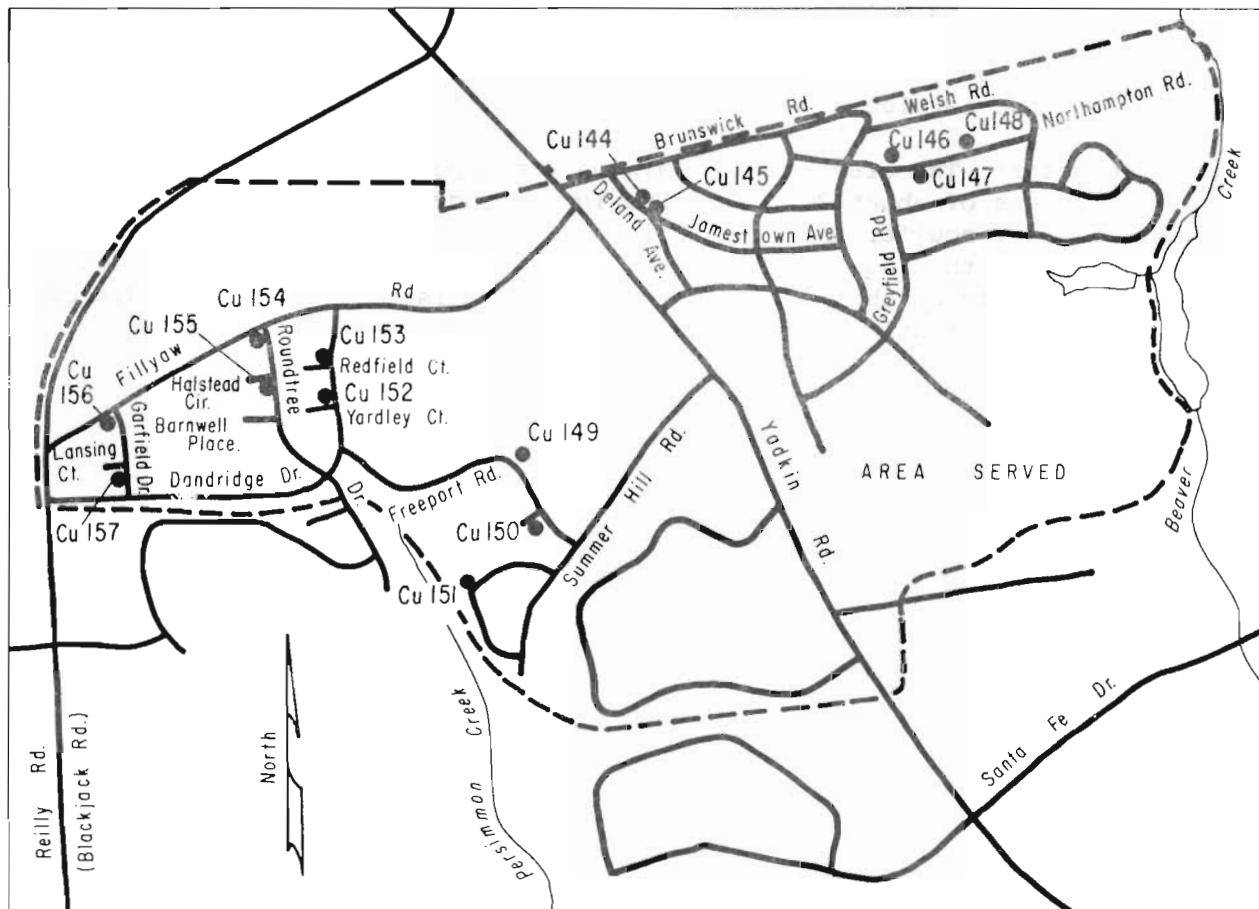 Brunswick Rd.
Welsh Rd.
Northampton Rd.
Creek
Cu 144
Cu 145
Cu 146
Cu 148
Cu 147
Deland Ave.
Jamestown Ave.
Greyfield Rd.
Cu 154
Cu 155
Cu 156
Fillyaw Rd
Roundtree
Cu 153
Redfield Ct.
Halstead
Cir.
Cu 152
Yardley Ct.
Barnwell
Place.
Garfield Dr.
Lansing
Ct.
Dandridge Dr.
Dr.
Cu 157
Freeport Rd.
Cu 149
Cu 150
Cu 151
Summer Hill Rd.
Yadkin Rd.
AREA SERVED
Beaver
Santa Fe Dr.
Persimmon Creek
North
Reilly Rd.
(Blackjack Rd.)